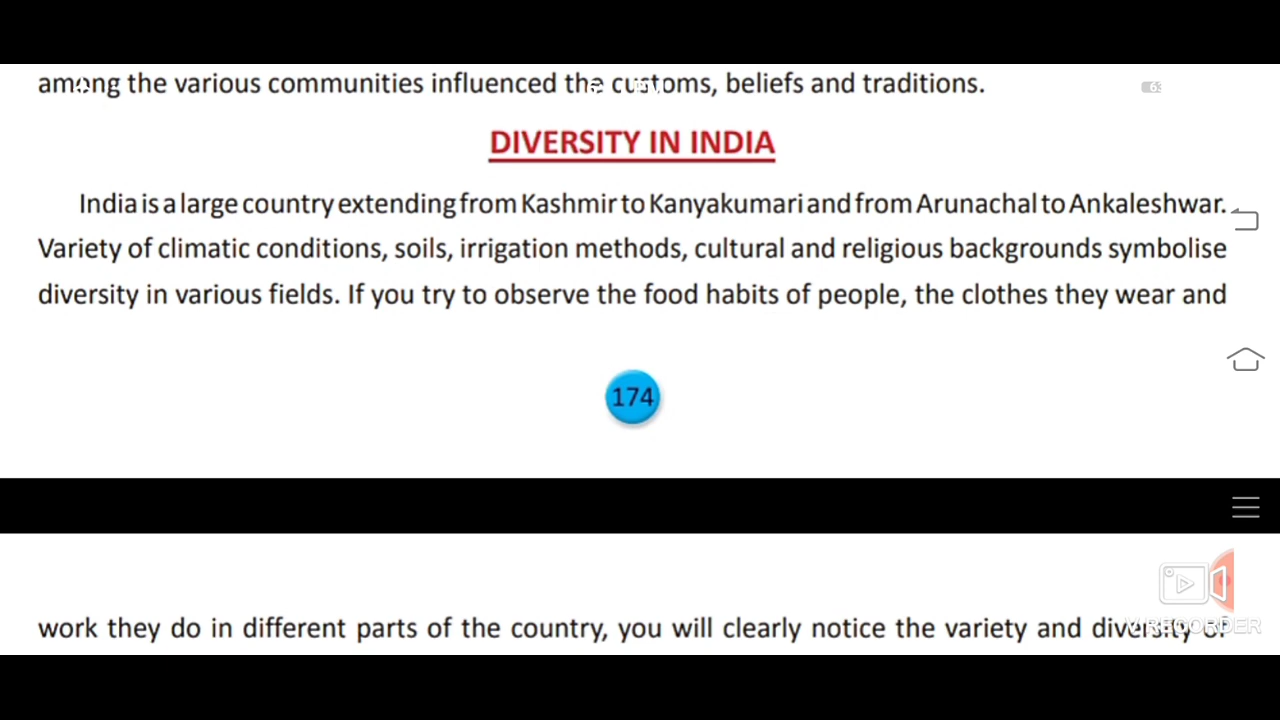 among the various communities influenced the customs, beliefs and traditions.
DIVERSITY IN INDIA
India is a large country extending from Kashmir to Kanyakumari and from Arunachal to Ankaleshwar.
Variety of climatic conditions, soils, irrigation methods, cultural and religious backgrounds symbolise
diversity in various fields. If you try to observe the food habits of people, the clothes they wear and
174
work they do in different parts of the country, you will clearly notice the variety and diversity of
V RECORDER